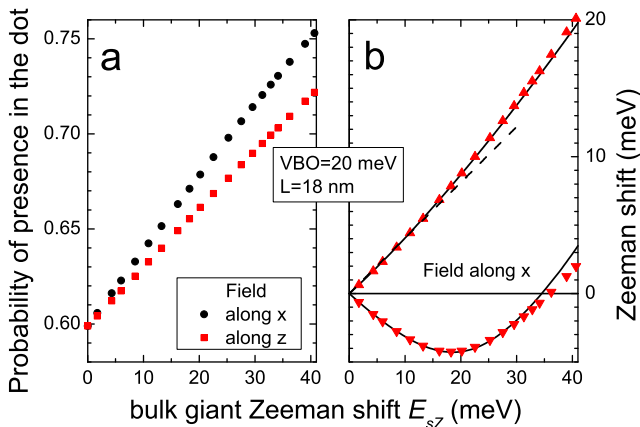 a
b
Probability of presence in the dot
0.75
0.70
0.65
0.60
0
10
20
30
40
VBO=20 meV
L=18 nm
Field
along x
along z
Field along x
0
10
20
30
40
20
10
0
Zeeman shift (meV)
bulk giant Zeeman shift EsZ (meV)